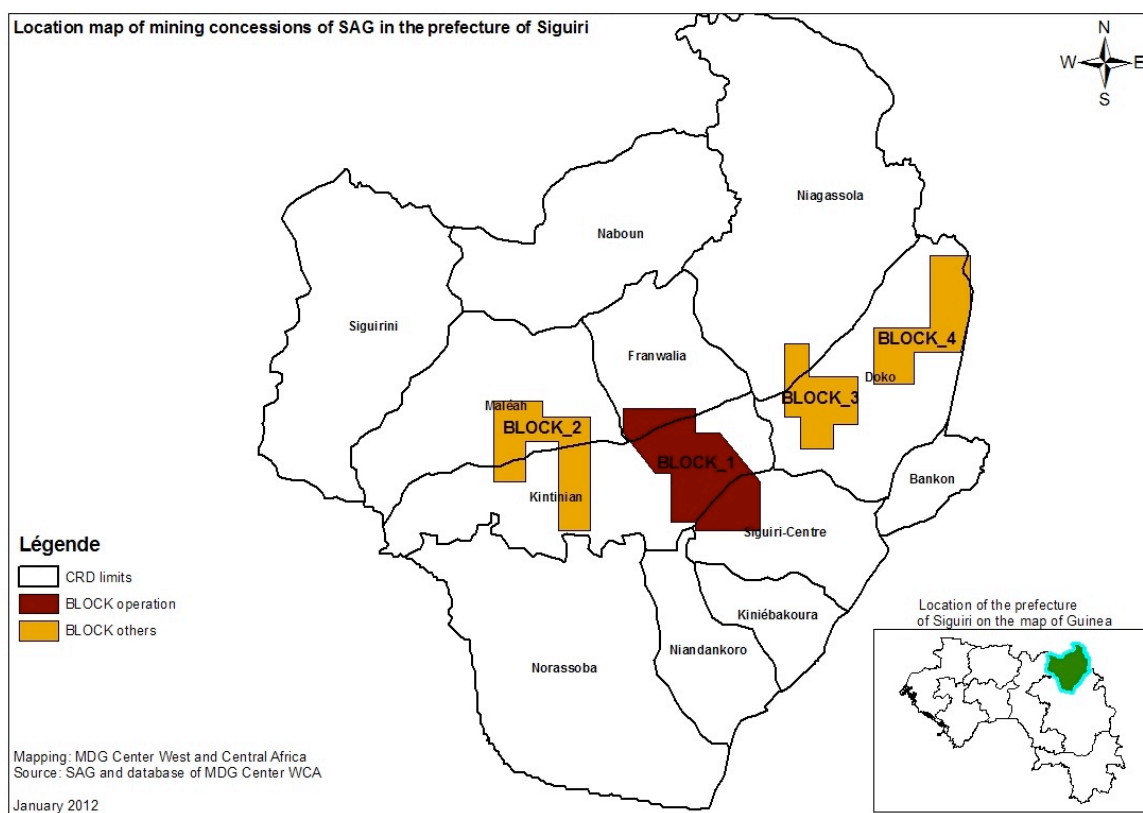 Location map of mining concessions of SAG in the prefecture of Siguiri
N
W
E
S
Niagassola
Naboun
Siguirini
Franwalia
BLOCK_4
Doko
BLOCK_3
Maléah
BLOCK_2
BLOCK_1
Bankon
Kintinian
Siguiri-Centre
Kiniébakoura
Niandankoro
Norassoba
Légende
CRD limits
BLOCK operation
BLOCK others
Location of the prefecture
of Siguiri on the map of Guinea
Mapping: MDG Center West and Central Africa
Source: SAG and database of MDG Center WCA
January 2012